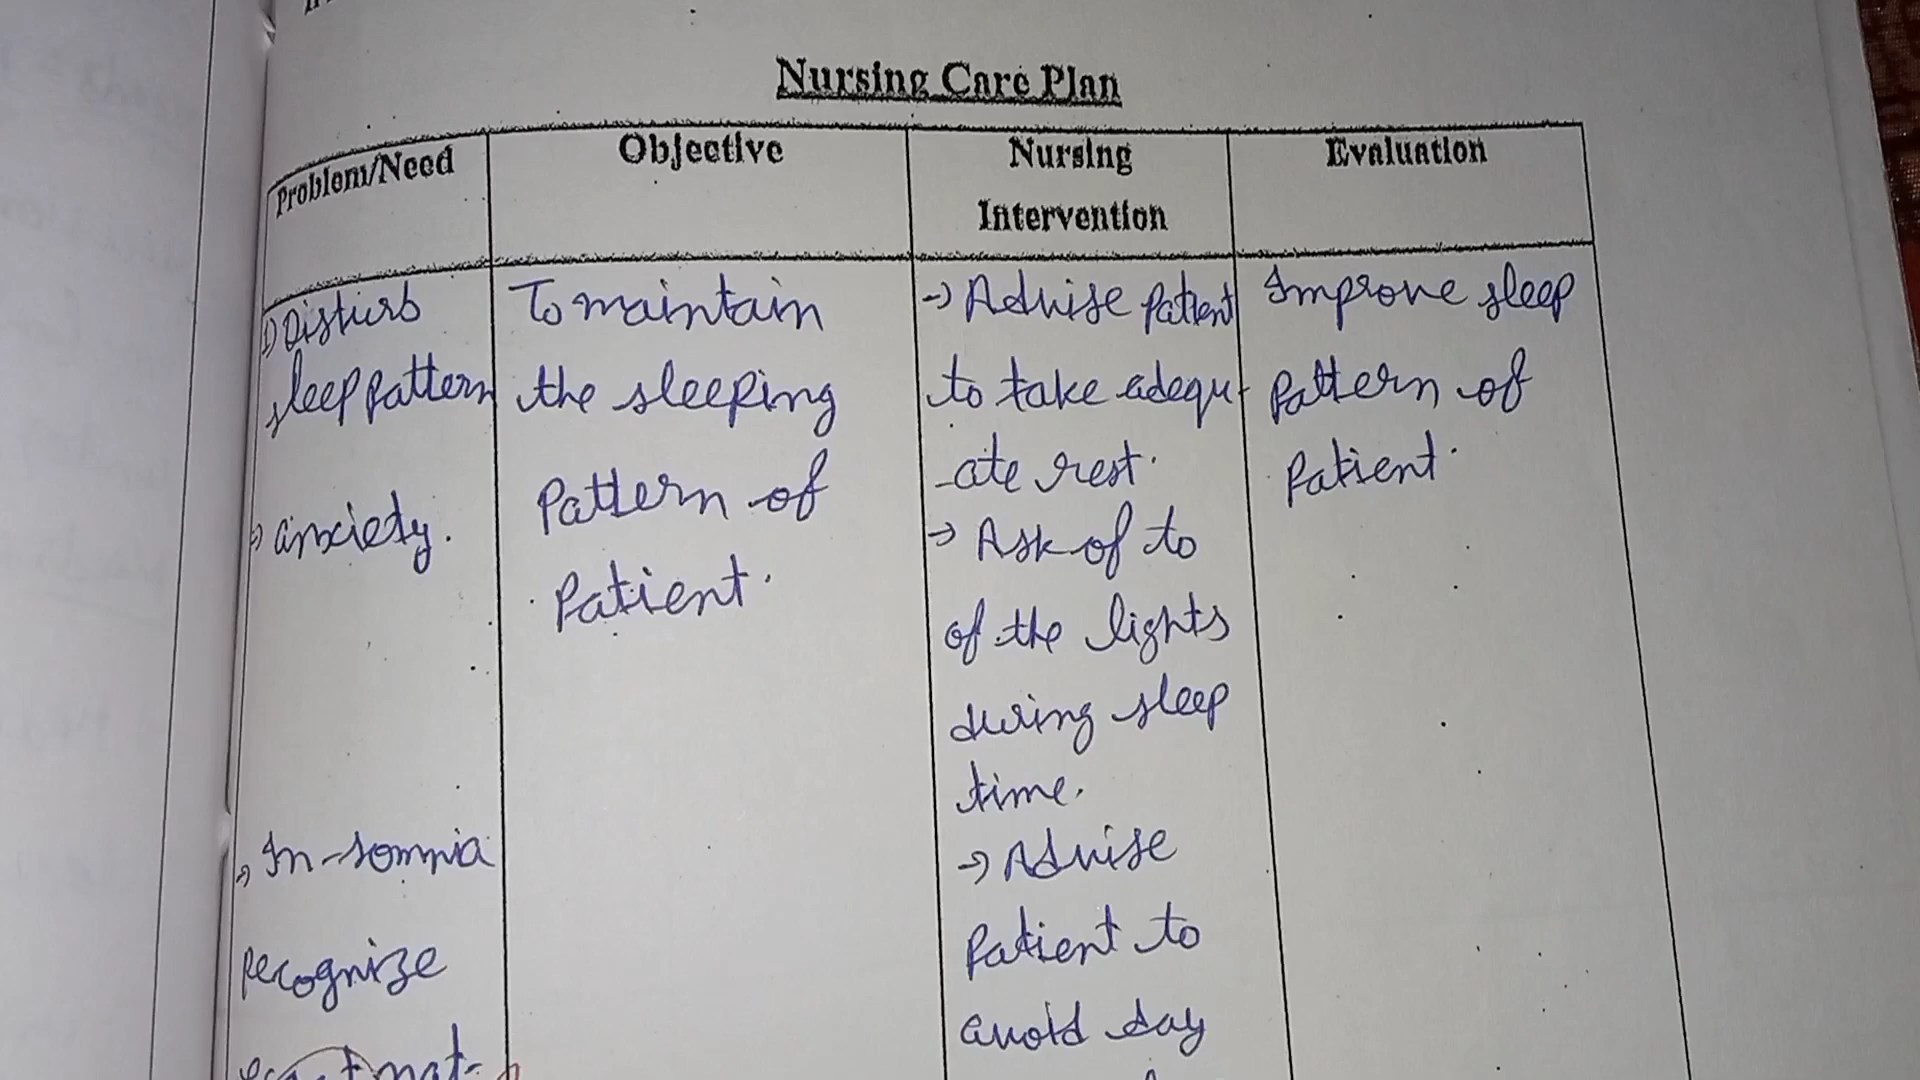 Nursing Care Plan
Problem/Need
Objective
Nursing
Intervention
Evaluation
1) Disturb
sleep pattern
⇒ anxiety.
⇒ In-somnia
recognize
To maintain
the sleeping
Pattern of
Patient.
→ Advise patient
to take adequ-
-ate rest.
→ Ask of to
of the lights
during sleep
time.
→ Advise
Patient to
avoid day
Improve sleep
Pattern of
Patient.